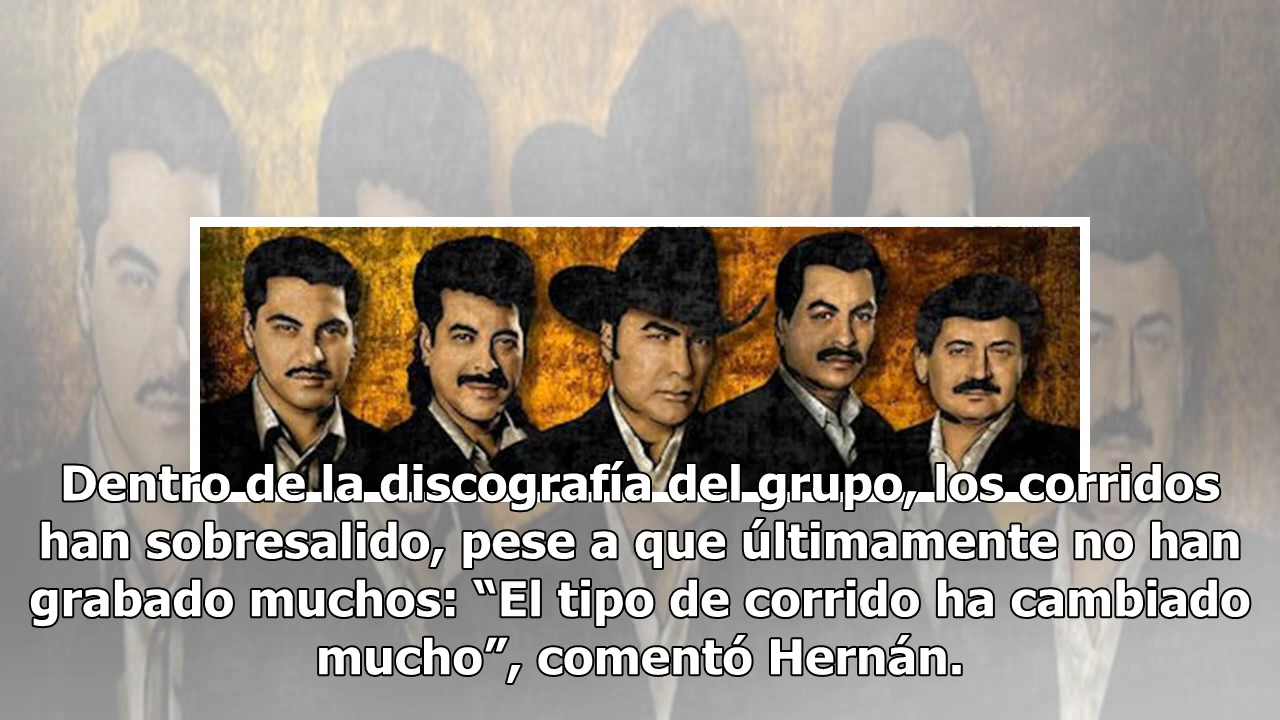 Dentro de la discografía del grupo, los corridos
han sobresalido, pese a que últimamente no han
grabado muchos: “El tipo de corrido ha cambiado
mucho”, comentó Hernán.